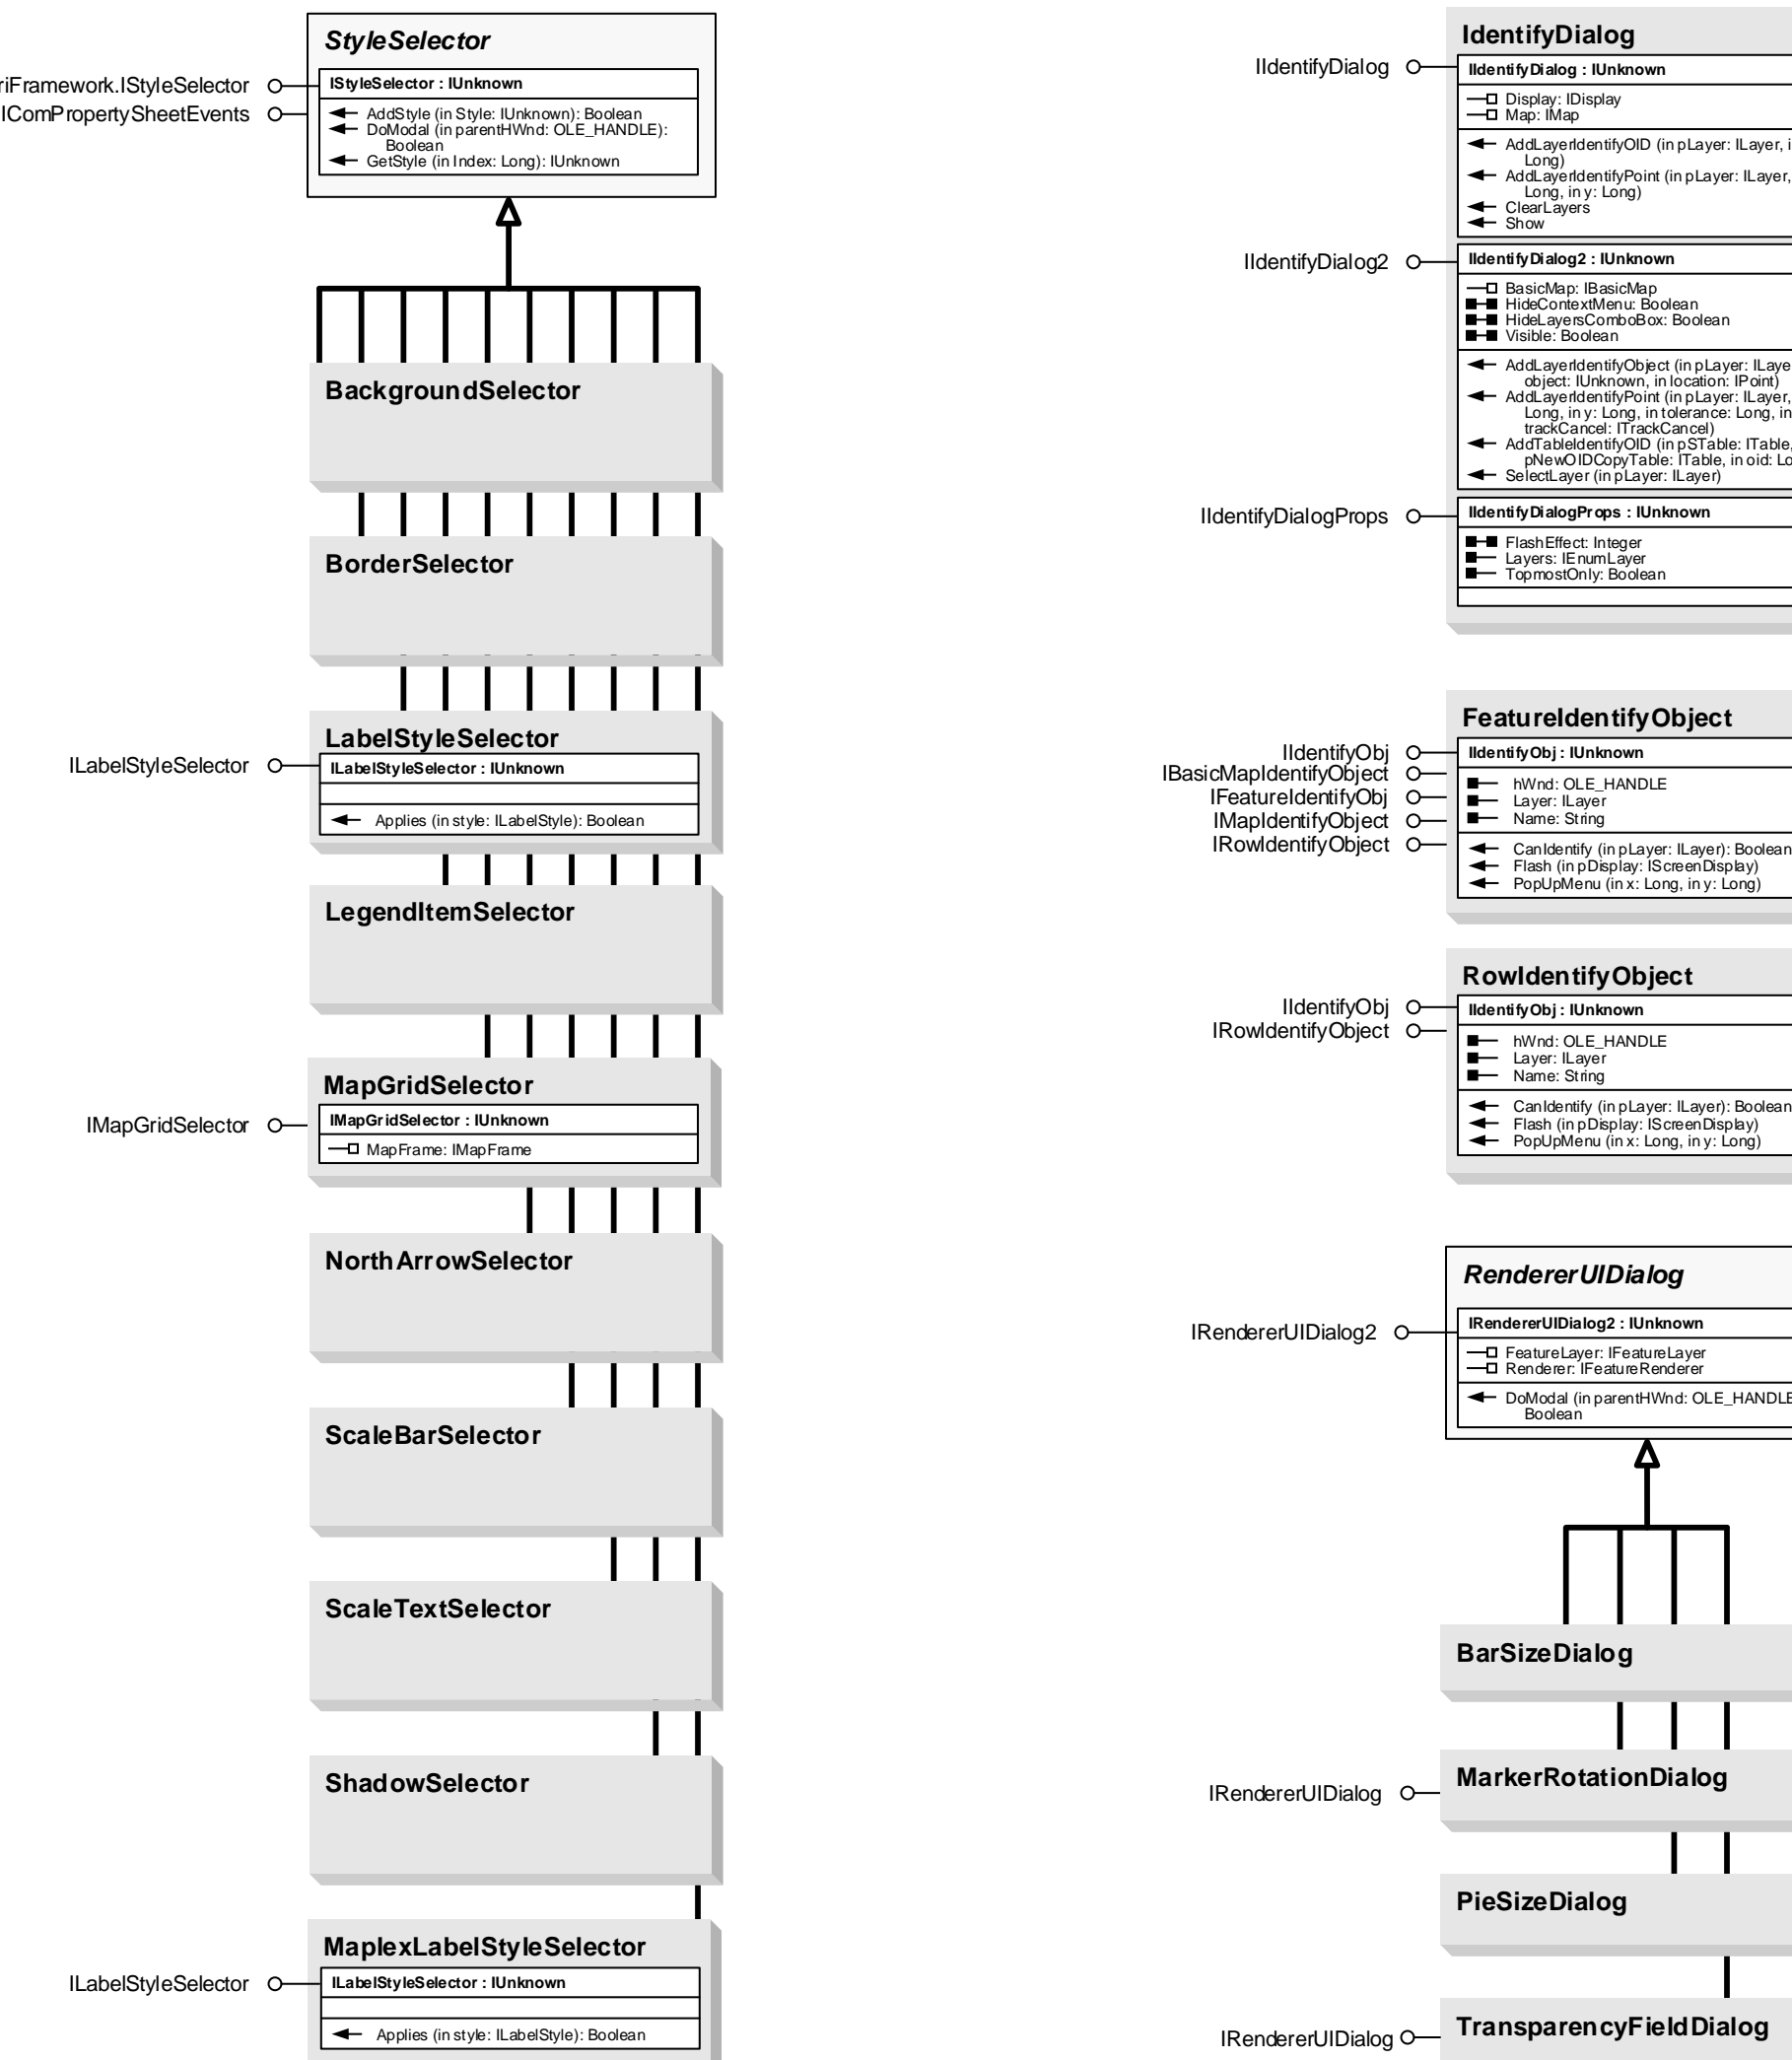 StyleSelector
riFramework.IStyleSelector
IComPropertySheetEvents
IStyleSelector : IUnknown
AddStyle (in Style: IUnknown): Boolean
DoModal (in parentHWnd: OLE_HANDLE):
Boolean
GetStyle (in Index: Long): IUnknown
BackgroundSelector
BorderSelector
LabelStyleSelector
ILabelStyleSelector
ILabelStyleSelector : IUnknown
Applies (in style: ILabelStyle): Boolean
LegendItemSelector
MapGridSelector
IMapGridSelector
IMapGridSelector : IUnknown
MapFrame: IMapFrame
NorthArrowSelector
ScaleBarSelector
ScaleTextSelector
ShadowSelector
MaplexLabelStyleSelector
ILabelStyleSelector
ILabelStyleSelector : IUnknown
Applies (in style: ILabelStyle): Boolean
IdentifyDialog
IIdentifyDialog
IIdentifyDialog : IUnknown
Display: IDisplay
Map: IMap
AddLayerIdentifyOID (in pLayer: ILayer, i
Long)
AddLayerIdentifyPoint (in pLayer: ILayer,
Long, in y: Long)
ClearLayers
Show
IIdentifyDialog2
IIdentifyDialog2 : IUnknown
BasicMap: IBasicMap
HideContextMenu: Boolean
HideLayersComboBox: Boolean
Visible: Boolean
AddLayerIdentifyObject (in pLayer: ILaye
object: IUnknown, in location: IPoint)
AddLayerIdentifyPoint (in pLayer: ILayer,
Long, in y: Long, in tolerance: Long, in
trackCancel: ITrackCancel)
AddTableIdentifyOID (in pSTable: ITable,
pNewOIDCopyTable: ITable, in oid: Lo
SelectLayer (in pLayer: ILayer)
IIdentifyDialogProps
IIdentifyDialogProps : IUnknown
FlashEffect: Integer
Layers: IEnumLayer
TopmostOnly: Boolean
FeatureIdentifyObject
IIdentifyObj
IBasicMapIdentifyObject
IFeatureIdentifyObj
IMapIdentifyObject
IRowIdentifyObject
IIdentifyObj : IUnknown
hWnd: OLE_HANDLE
Layer: ILayer
Name: String
CanIdentify (in pLayer: ILayer): Boolean
Flash (in pDisplay: IScreenDisplay)
PopUpMenu (in x: Long, in y: Long)
RowIdentifyObject
IIdentifyObj
IRowIdentifyObject
IIdentifyObj : IUnknown
hWnd: OLE_HANDLE
Layer: ILayer
Name: String
CanIdentify (in pLayer: ILayer): Boolean
Flash (in pDisplay: IScreenDisplay)
PopUpMenu (in x: Long, in y: Long)
RendererUIDialog
IRendererUIDialog2
IRendererUIDialog2 : IUnknown
FeatureLayer: IFeatureLayer
Renderer: IFeatureRenderer
DoModal (in parentHWnd: OLE_HANDLE
Boolean
BarSizeDialog
MarkerRotationDialog
IRendererUIDialog
PieSizeDialog
TransparencyFieldDialog
IRendererUIDialog